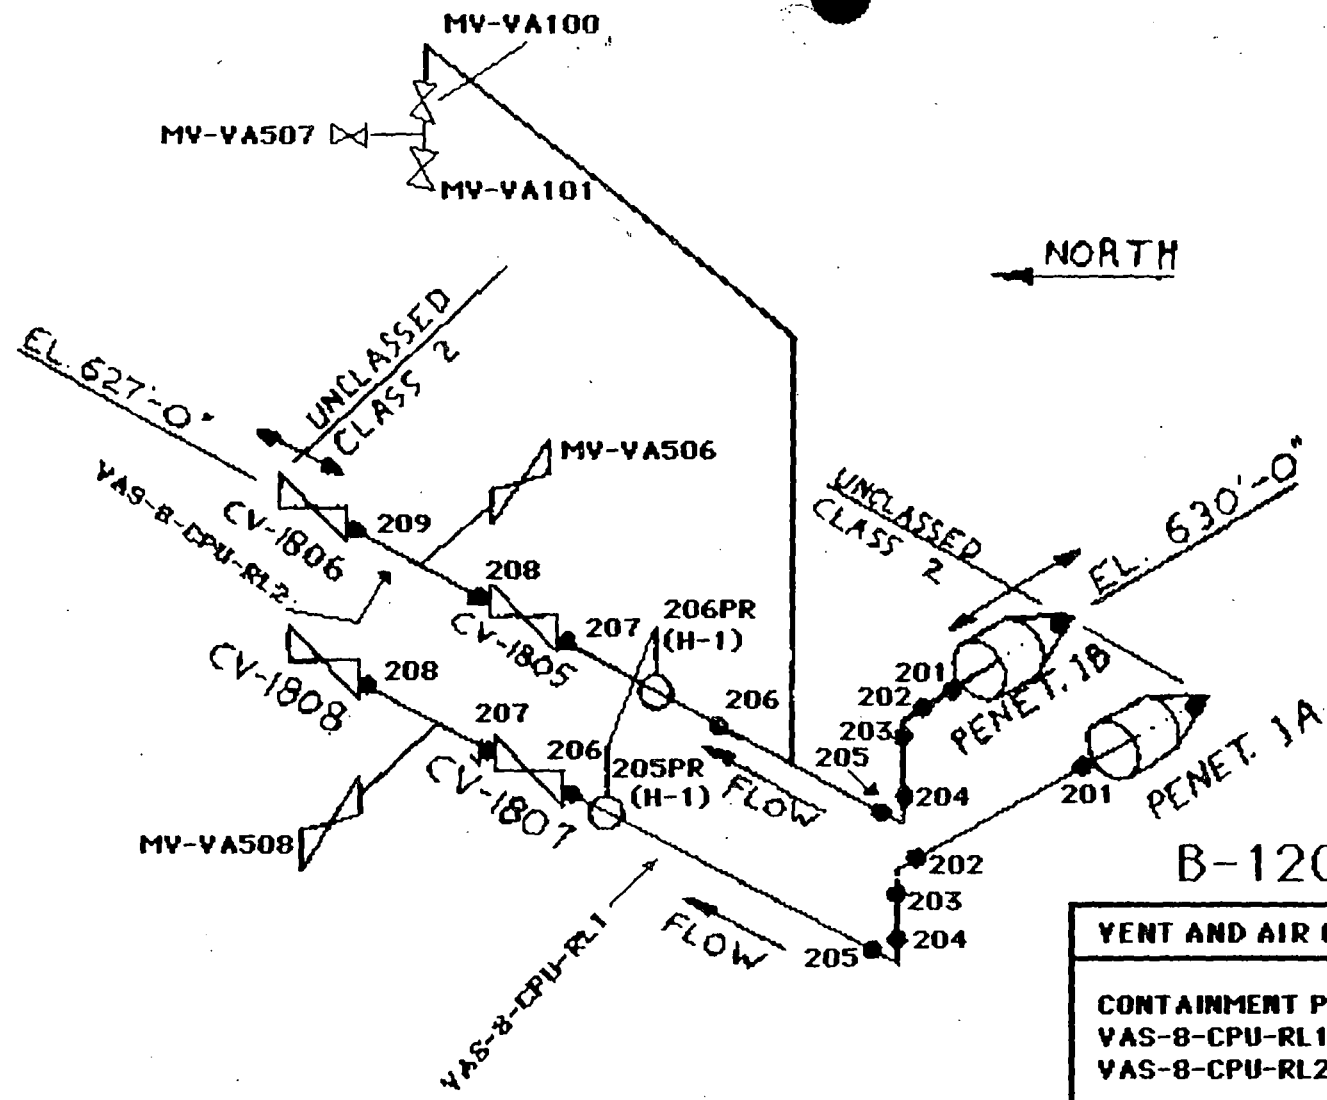 MV-VA100
MV-VA507
MV-VA101
NORTH
UNCLASSED
CLASS 2
EL. 627'-0"
MV-VA506
VAS-8-CPU-RL2
CV-1806
209
208
CV-1805
207
206PR
(H-1)
206
UNCLASSED
CLASS 2
EL. 630'-0"
201
202
203
PENET. 1B
205
204
FLOW
CV-1808
208
207
CV-1807
206
205PR
(H-1)
MV-VA508
PENET. 1A
201
202
203
204
205
FLOW
VAS-8-CPU-RL1
B-120
VENT AND AIR
CONTAINMENT P
VAS-8-CPU-RL1
VAS-8-CPU-RL2